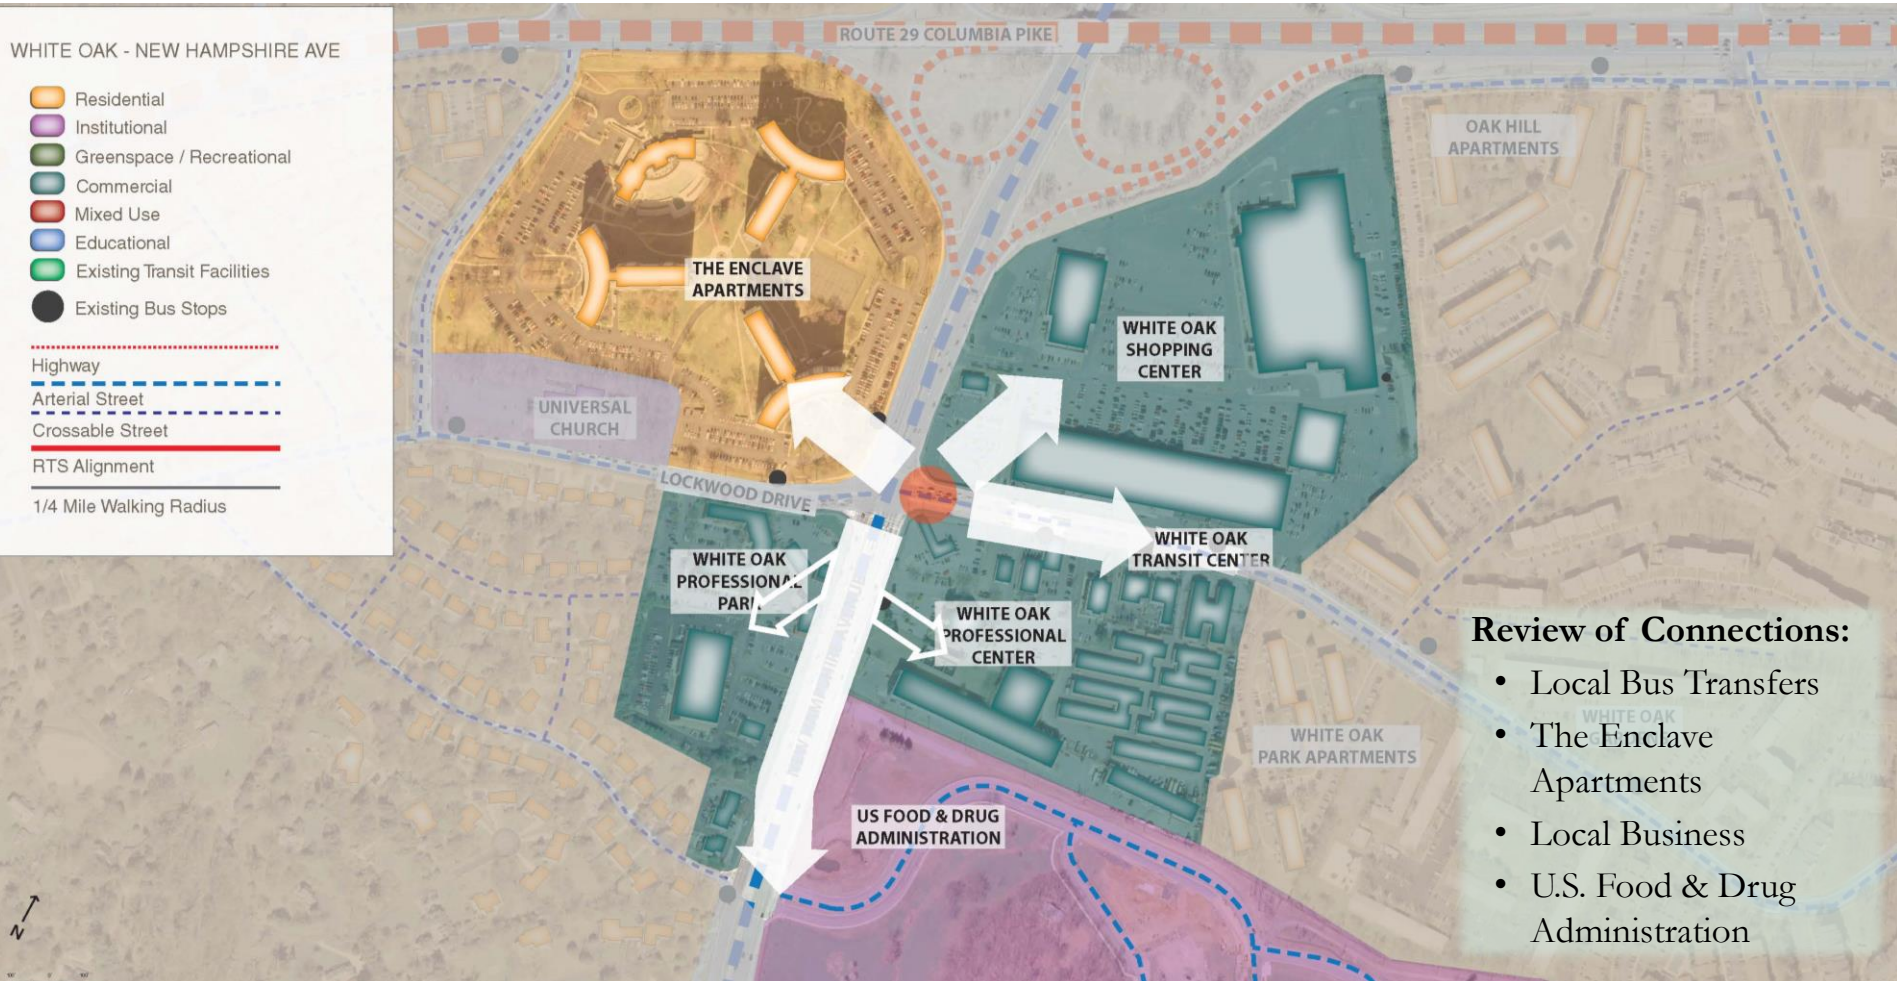 WHITE OAK - NEW HAMPSHIRE AVE
Residential
Institutional
Greenspace / Recreational
Commercial
Mixed Use
Educational
Existing Transit Facilities
Existing Bus Stops
Highway
Arterial Street
Crossable Street
RTS Alignment
1/4 Mile Walking Radius
ROUTE 29 COLUMBIA PIKE
OAK HILL
APARTMENTS
THE ENCLAVE
APARTMENTS
WHITE OAK
SHOPPING
CENTER
UNIVERSAL
CHURCH
LOCKWOOD DRIVE
WHITE OAK
TRANSIT CENTER
WHITE OAK
PROFESSIONAL
PARK
WHITE OAK
PROFESSIONAL
CENTER
WHITE OAK
PARK APARTMENTS
US FOOD & DRUG
ADMINISTRATION
Review of Connections:
• Local Bus Transfers
• The Enclave
Apartments
• Local Business
• U.S. Food & Drug
Administration
WHITE OAK
N